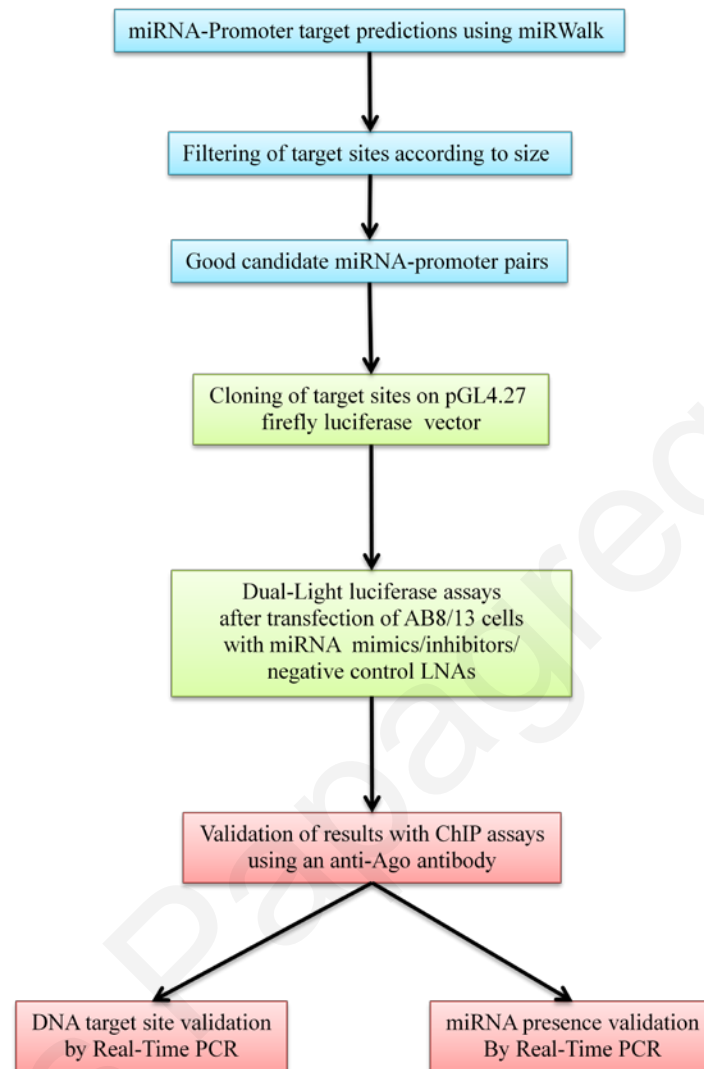 miRNA-Promoter target predictions using miRWalk
Filtering of target sites according to size
Good candidate miRNA-promoter pairs
Cloning of target sites on pGL4.27
firefly luciferase vector
Dual-Light luciferase assays
after transfection of AB8/13 cells
with miRNA mimics/inhibitors/
negative control LNAs
Validation of results with ChIP assays
using an anti-Ago antibody
DNA target site validation
by Real-Time PCR
miRNA presence validation
By Real-Time PCR